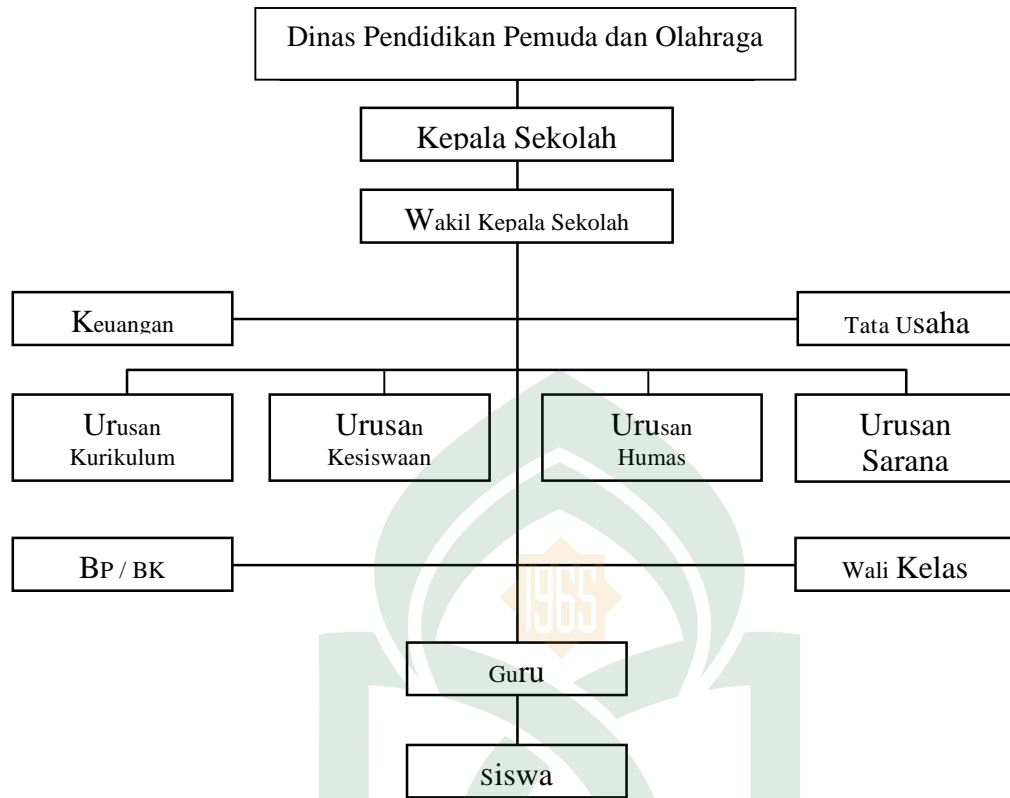 Dinas Pendidikan Pemuda dan Olahraga
Kepala Sekolah
Wakil Kepala Sekolah
Keuangan
Tata Usaha
Urusan
Kurikulum
Urusan
Kesiswaan
Urusan
Humas
Urusan
Sarana
BP / BK
Wali Kelas
1965
Guru
siswa